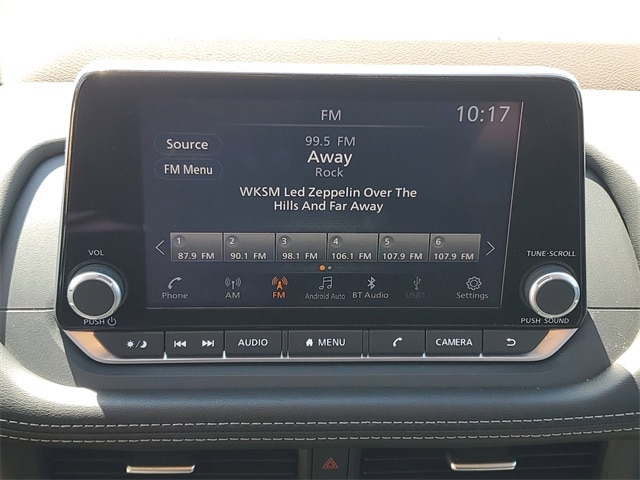 FM
10:17
Source
FM Menu
99.5 FM
Away
Rock
WKSM Led Zeppelin Over The
Hills And Far Away
1 2 3 4 5 6
87.9 FM 90.1 FM 98.1 FM 106.1 FM 107.9 FM 107.9 FM
Phone AM FM Android Auto BT Audio USB1 Settings
VOL
PUSH
TUNE·SCROLL
PUSH SOUND
AUDIO MENU CAMERA